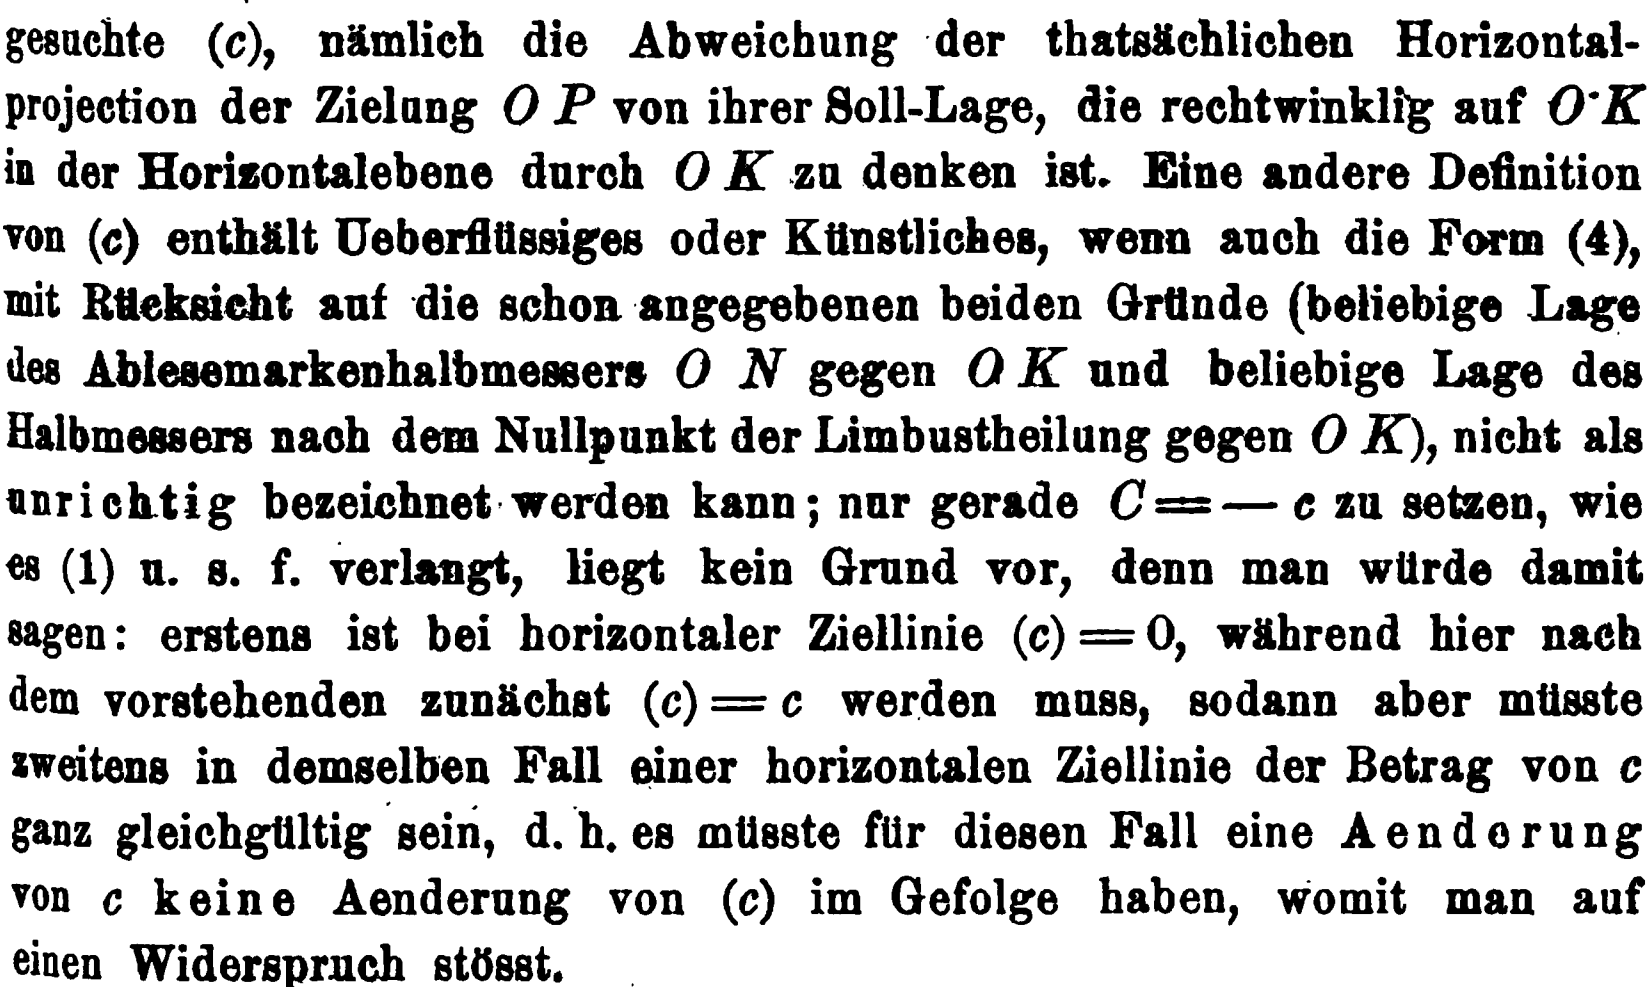 gesuchte (c), nämlich die Abweichung der thatsächlichen Horizontal-
projection der Zielung O P von ihrer Soll-Lage, die rechtwinklig auf O K
in der Horizontalebene durch O K zu denken ist. Eine andere Definition
von (c) enthält Ueberflüssiges oder Künstliches, wenn auch die Form (4),
mit Rücksicht auf die schon angegebenen beiden Gründe (beliebige Lage
des Ablesemarkenhalbmessers O N gegen O K und beliebige Lage des
Halbmessers nach dem Nullpunkt der Limbustheilung gegen O K), nicht als
unrichtig bezeichnet werden kann; nur gerade C = — c zu setzen, wie
es (1) u. s. f. verlangt, liegt kein Grund vor, denn man würde damit
sagen: erstens ist bei horizontaler Ziellinie (c) = 0, während hier nach
dem vorstehenden zunächst (c) = c werden muss, sodann aber müsste
zweitens in demselben Fall einer horizontalen Ziellinie der Betrag von c
ganz gleichgültig sein, d. h. es müsste für diesen Fall eine Aenderung
von c keine Aenderung von (c) im Gefolge haben, womit man auf
einen Widerspruch stösst.